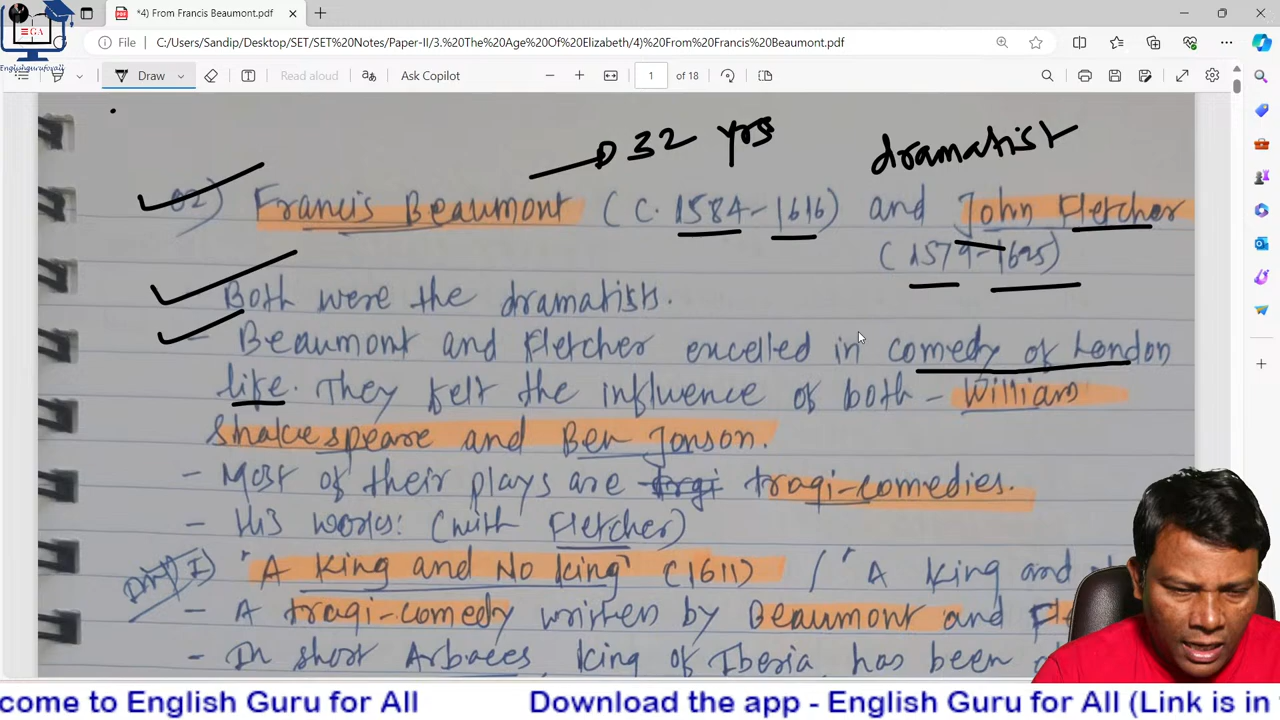 *4) From Francis Beaumont.pdf
File C:/Users/Sandip/Desktop/SET/SET%20Notes/Paper-II/3.%20The%20Age%20Of%20Elizabeth/4)%20From%20Francis%20Beaumont.pdf
Draw Read aloud Ask Copilot 1 of 18
EGA
Englishguruforall
32 yrs dramatist
02) Francis Beaumont (C. 1584-1616) and John Fletcher
(1579-1625)
Both were the dramatists.
- Beaumont and Fletcher excelled in comedy of London
life. They felt the influence of both - William
Shakespeare and Ben Jonson.
- Most of their plays are tragi-comedies.
- His works: (with Fletcher)
Imp I) 'A King and No King' (1611) / 'A King and
- A tragi-comedy written by Beaumont and
- In short Arbaces, King of Iberia, has been
come to English Guru for All Download the app - English Guru for All (Link is in